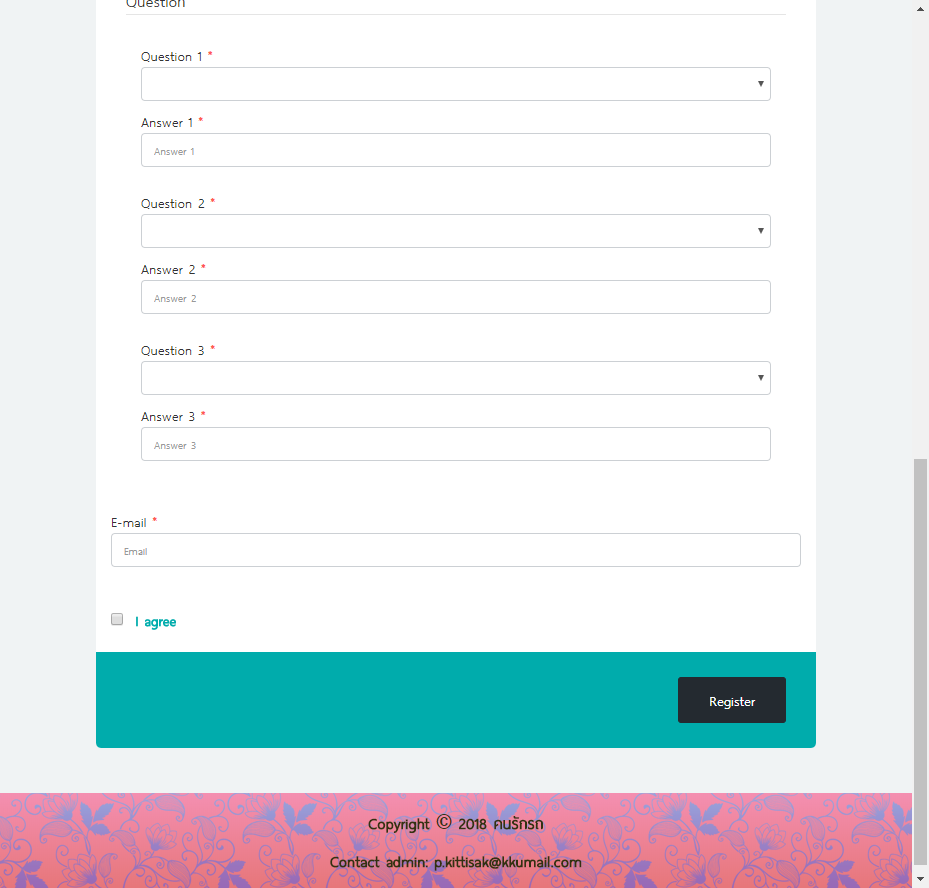 Question
Question 1 *
Answer 1 *
Answer 1
Question 2 *
Answer 2 *
Answer 2
Question 3 *
Answer 3 *
Answer 3
E-mail *
Email
I agree
Register
Copyright © 2018 คนรักรถ
Contact admin: p.kittisak@kkumail.com